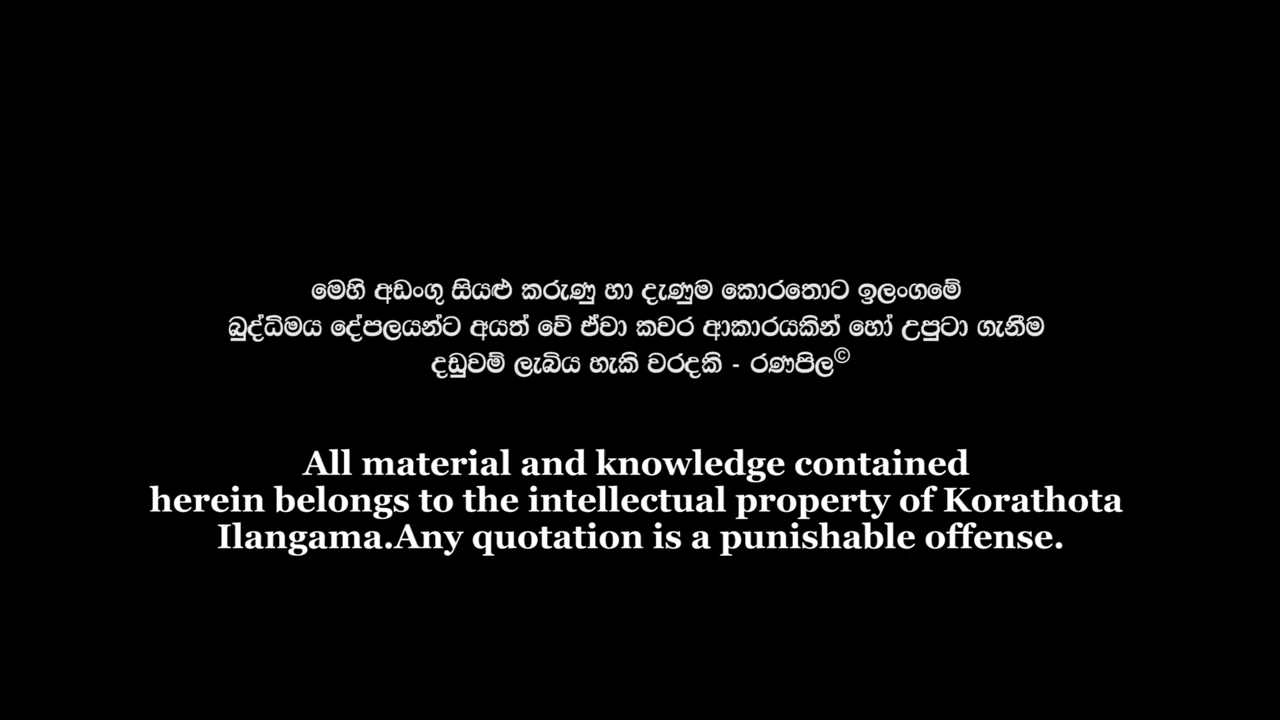 මෙහි අඩංගු සියළු කරුණු හා දැණුම කොරතොට ඉලංගමේ
බුද්ධිමය දේපලයන්ට අයත් වේ ඒවා කවර ආකාරයකින් හෝ උපුටා ගැනීම
දඩුවම් ලැබිය හැකි වරදකි - රණපිල©
All material and knowledge contained
herein belongs to the intellectual property of Korathota
Ilangama.Any quotation is a punishable offense.